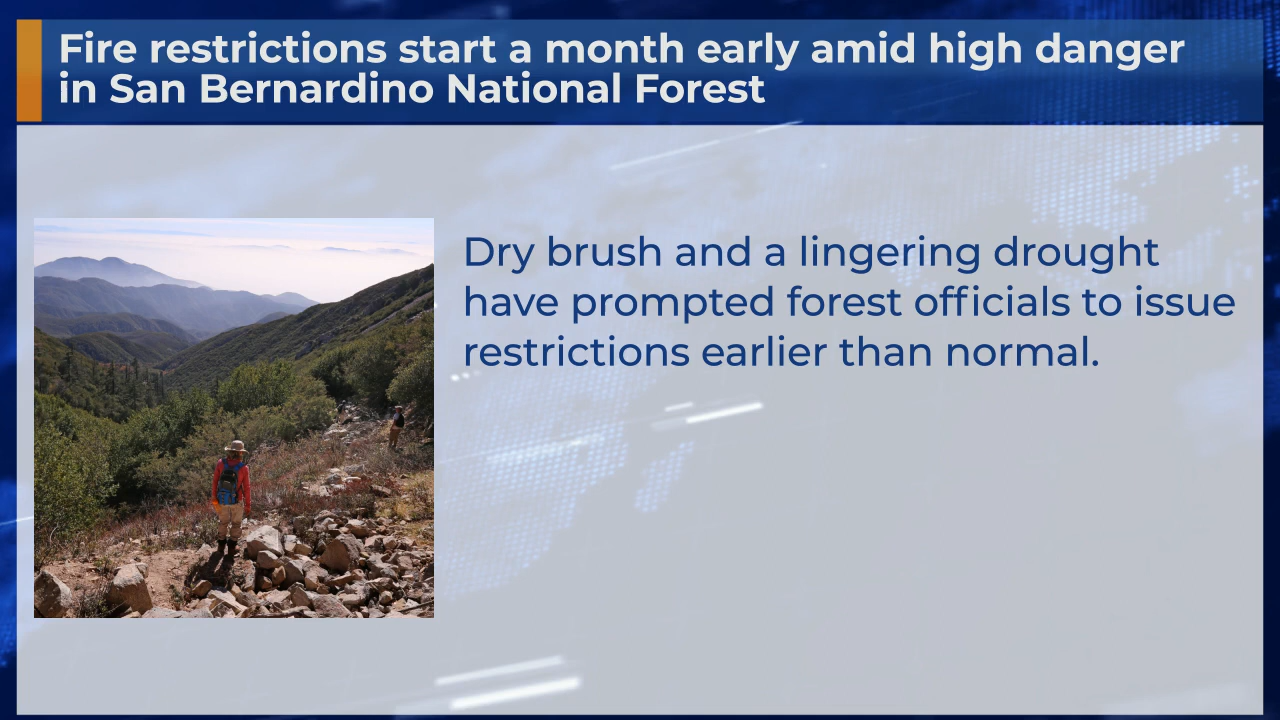 Fire restrictions start a month early amid high danger
in San Bernardino National Forest
Dry brush and a lingering drought
have prompted forest officials to issue
restrictions earlier than normal.